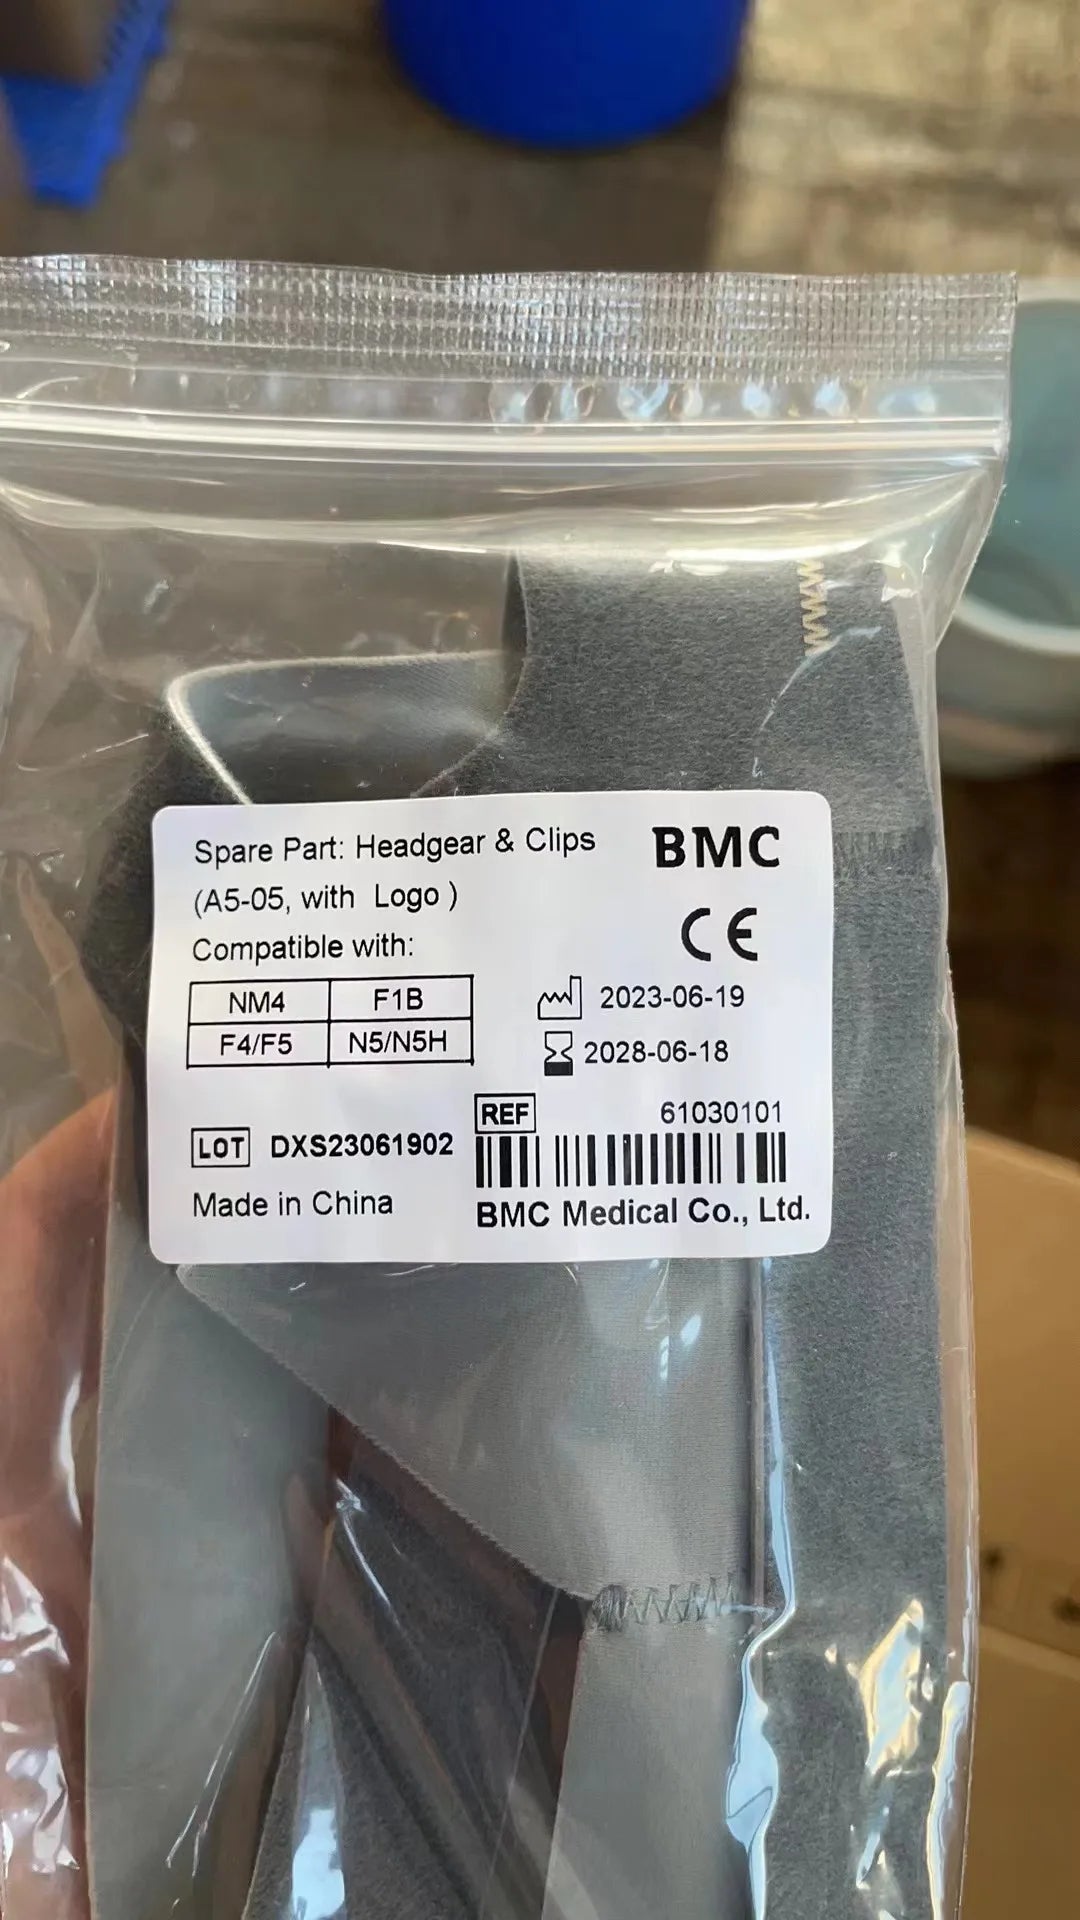 Spare Part: Headgear & Clips
(A5-05, with Logo )
BMC
CE
Compatible with:
NM4 F1B
F4/F5 N5/N5H
2023-06-19
2028-06-18
LOT DXS23061902
REF 61030101
Made in China
BMC Medical Co., Ltd.